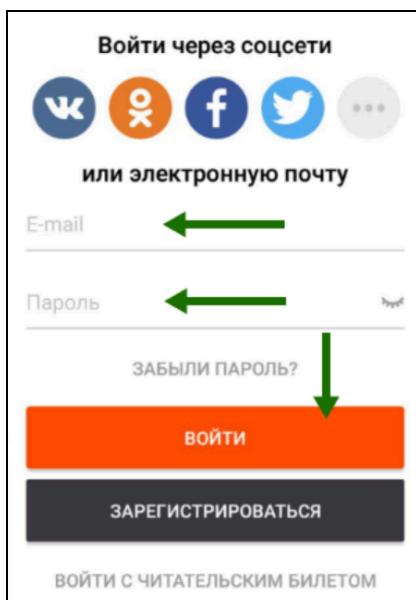 Войти через соцсети
или электронную почту
E-mail
Пароль
ЗАБЫЛИ ПАРОЛЬ?
ВОЙТИ
ЗАРЕГИСТРИРОВАТЬСЯ
ВОЙТИ С ЧИТАТЕЛЬСКИМ БИЛЕТОМ